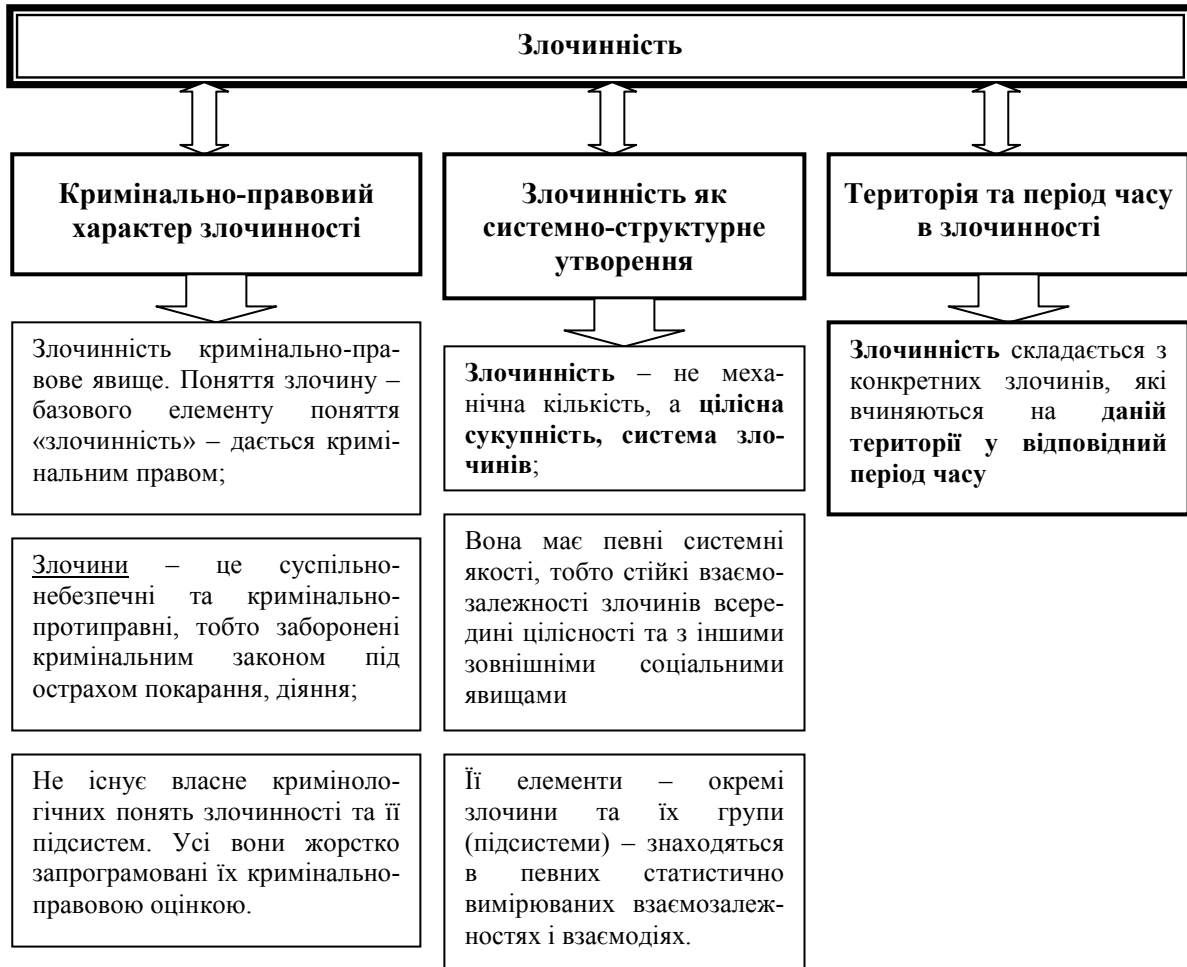 Злочинність
Кримінально-правовий
характер злочинності
Злочинність кримінально-пра-
вове явище. Поняття злочину –
базового елементу поняття
«злочинність» – дається кримі-
нальним правом;
Злочини – це суспільно-
небезпечні та кримінально-
протиправні, тобто заборонені
кримінальним законом під
острахом покарання, діяння;
Не існує власне криміноло-
гічних понять злочинності та її
підсистем. Усі вони жорстко
запрограмовані їх кримінально-
правовою оцінкою.
Злочинність як
системно-структурне
утворення
Злочинність – не меха-
нічна кількість, а цілісна
сукупність, система зло-
чинів;
Вона має певні системні
якості, тобто стійкі взаємо-
залежності злочинів всере-
дині цілісності та з іншими
зовнішніми соціальними
явищами
Її елементи – окремі
злочини та їх групи
(підсистеми) – знаходяться
в певних статистично
вимірюваних взаємозалеж-
ностях і взаємодіях.
Територія та період часу
в злочинності
Злочинність складається з
конкретних злочинів, які
вчиняються на даній
території у відповідний
період часу